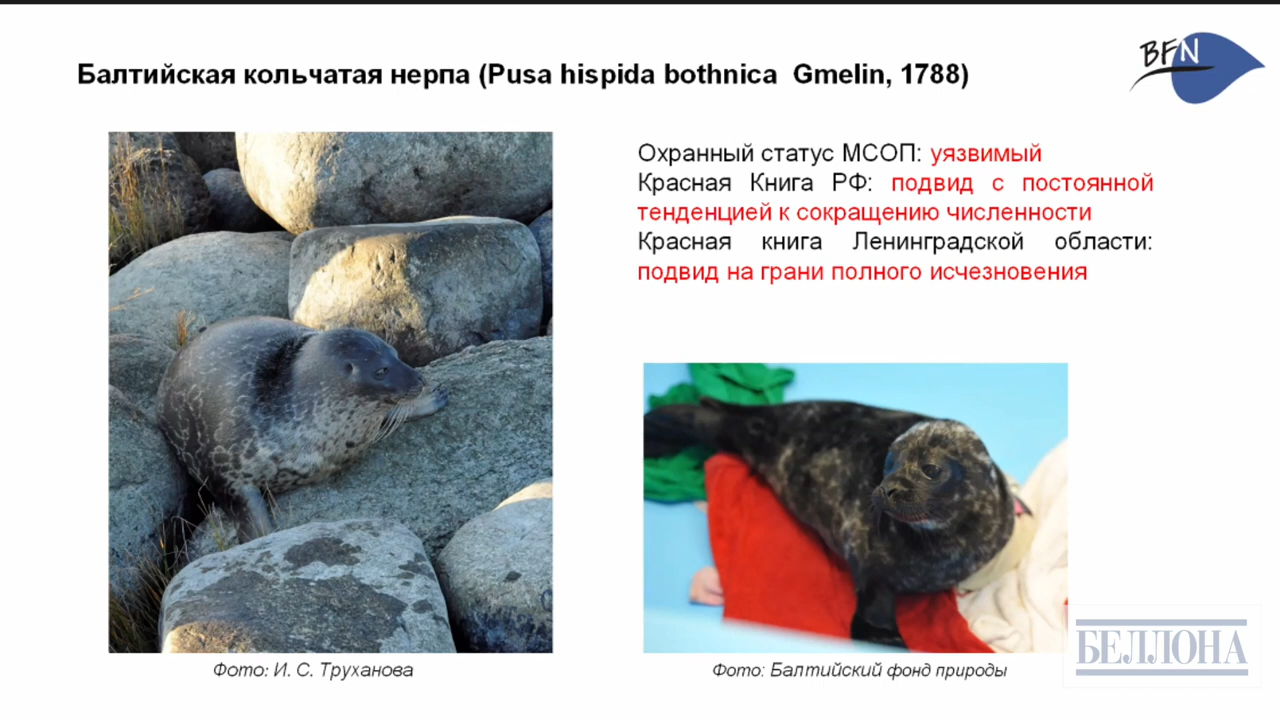 Балтийская кольчатая нерпа (Pusa hispida bothnica Gmelin, 1788)
BFN
Охранный статус МСОП: уязвимый
Красная Книга РФ: подвид с постоянной
тенденцией к сокращению численности
Красная книга Ленинградской области:
подвид на грани полного исчезновения
Фото: И. С. Труханова
Фото: Балтийский фонд природы
БЕЛЛОНА